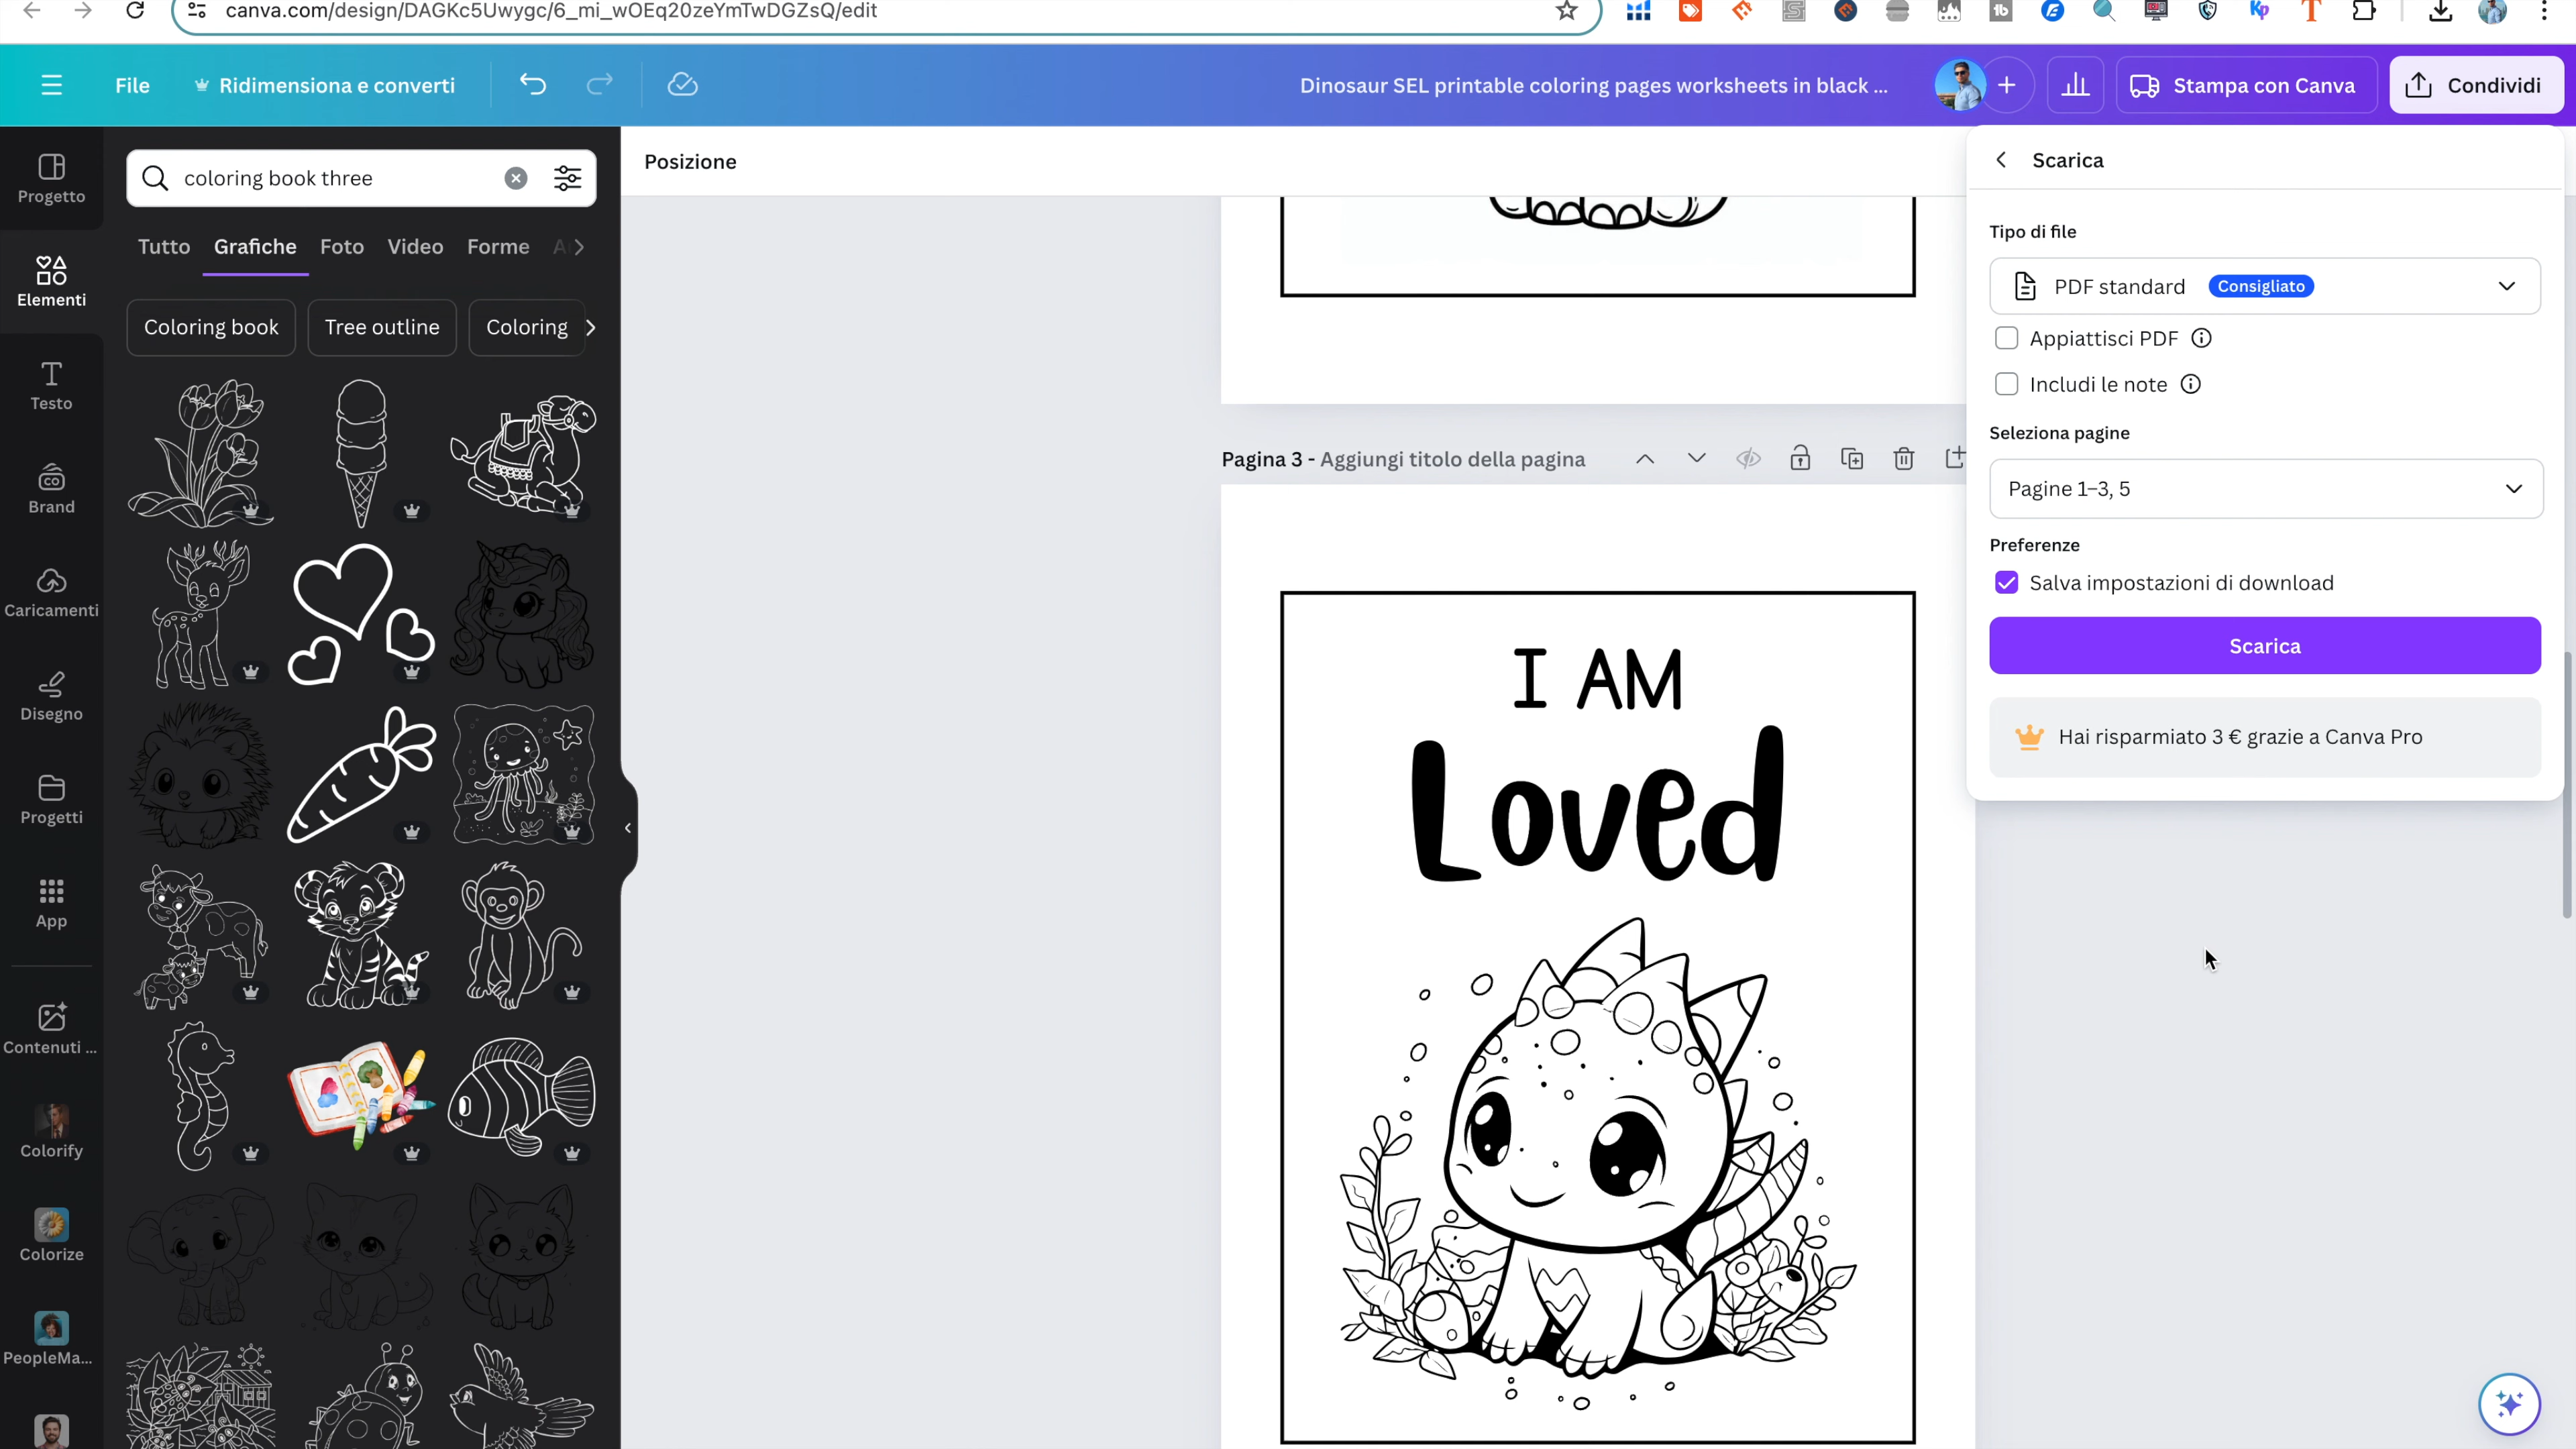 canva.com/design/DAGKc5Uwygc/6_mi_wOEq20zeYmTwDGZsQ/edit
File
Ridimensiona e converti
Dinosaur SEL printable coloring pages worksheets in black ...
Stampa con Canva
Condividi
Progetto
Elementi
Testo
Brand
Caricamenti
Disegno
Progetti
App
Contenuti ...
Colorify
Colorize
PeopleMa...
coloring book three
Tutto
Grafiche
Foto
Video
Forme
Coloring book
Tree outline
Coloring
Posizione
Pagina 3 - Aggiungi titolo della pagina
I AM
Loved
Scarica
Tipo di file
PDF standard
Consigliato
Appiattisci PDF
Includi le note
Seleziona pagine
Pagine 1–3, 5
Preferenze
Salva impostazioni di download
Scarica
Hai risparmiato 3 € grazie a Canva Pro